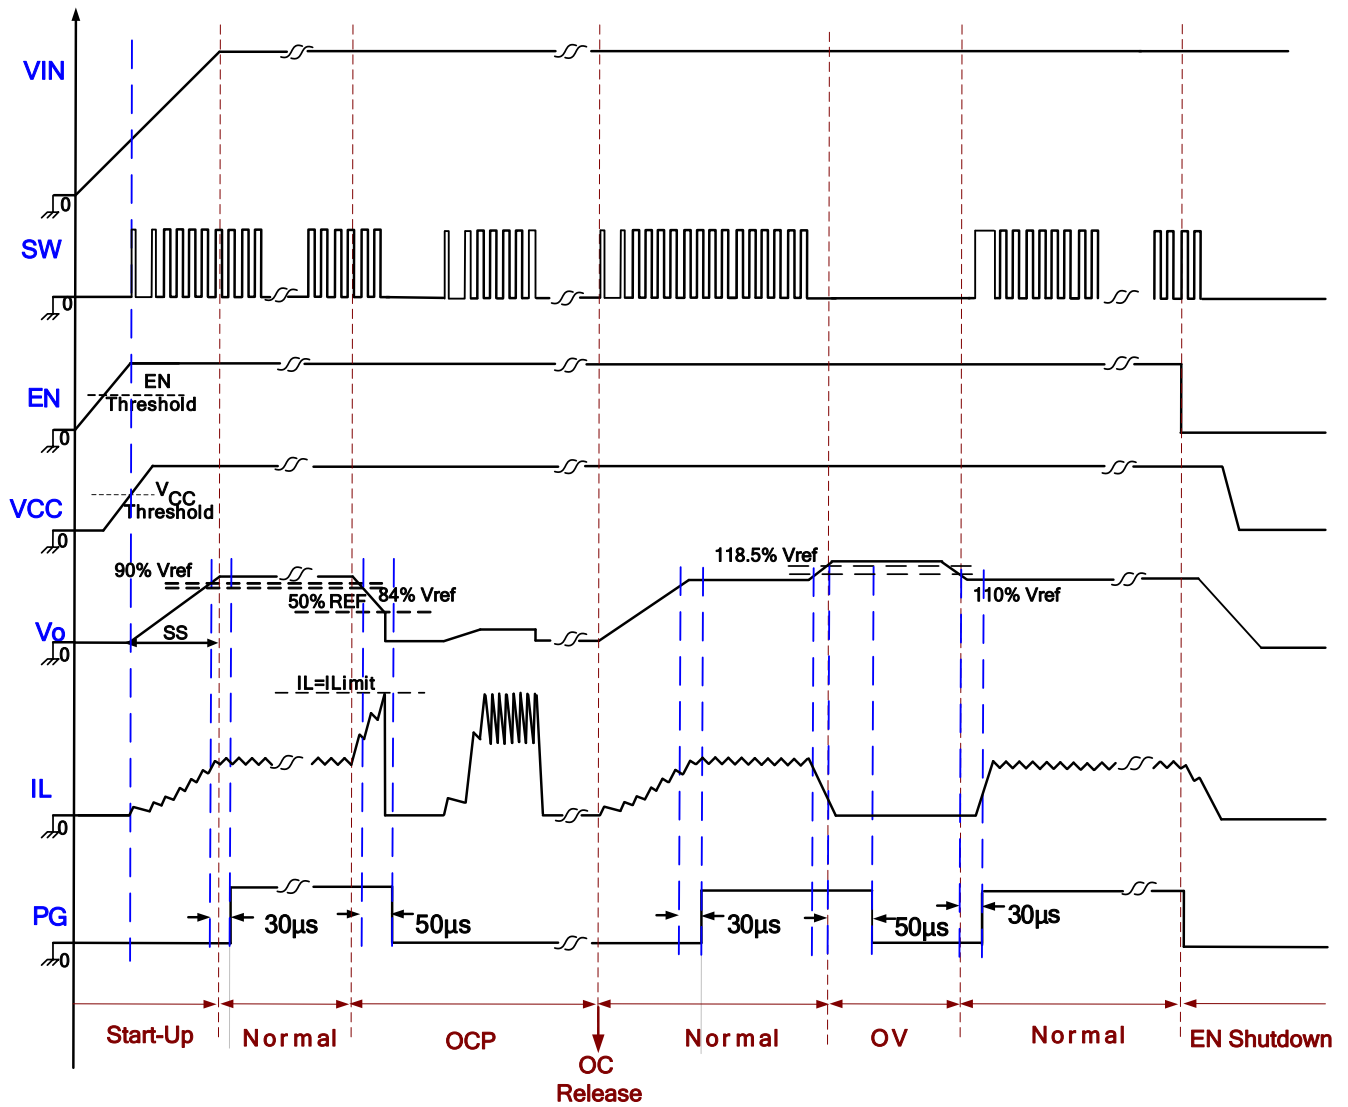 VIN
0
SW
0
EN
EN
Threshold
0
VCC
VCC
Threshold
0
90% Vref
118.5% Vref
50% REF
84% Vref
110% Vref
Vo
SS
0
IL=ILimit
IL
0
PG
30µs
50µs
30µs
50µs
30µs
0
Start-Up
Normal
OCP
Normal
OV
Normal
EN Shutdown
OC
Release